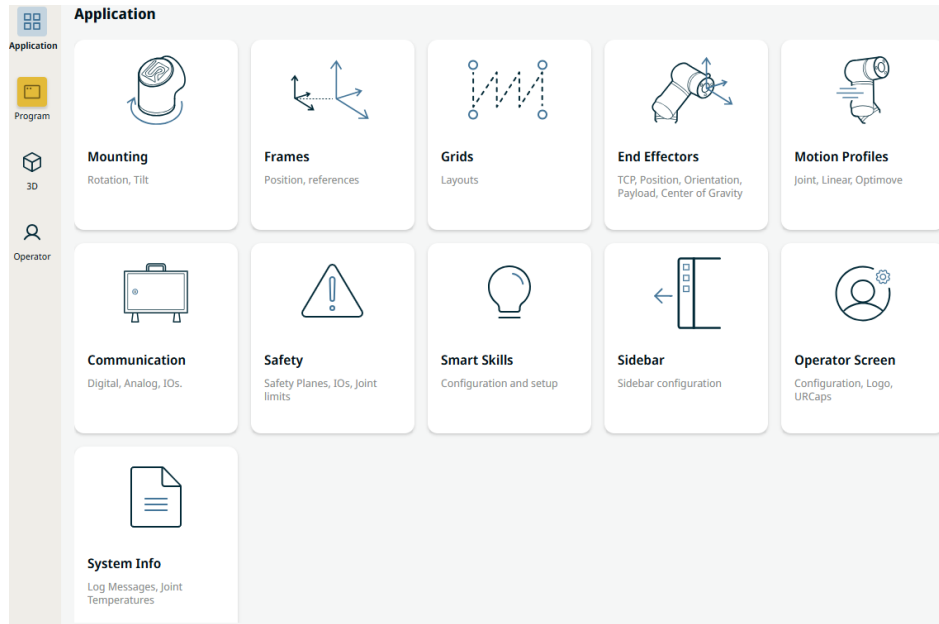 Application
Application
Program
3D
Operator
Mounting
Rotation, Tilt
Frames
Position, references
Grids
Layouts
End Effectors
TCP, Position, Orientation,
Payload, Center of Gravity
Motion Profiles
Joint, Linear, Optimove
Communication
Digital, Analog, IOs.
Safety
Safety Planes, IOs, Joint
limits
Smart Skills
Configuration and setup
Sidebar
Sidebar configuration
Operator Screen
Configuration, Logo,
URCaps
System Info
Log Messages, Joint
Temperatures